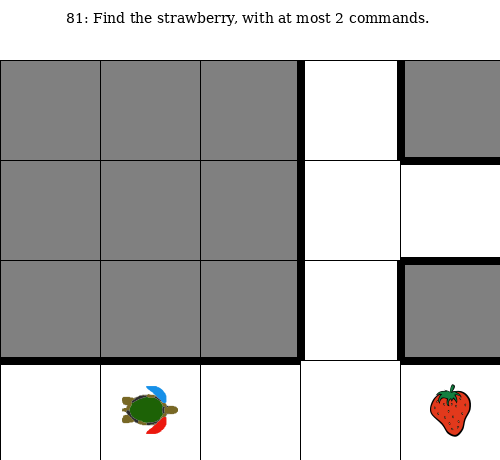 81: Find the strawberry, with at most 2 commands.